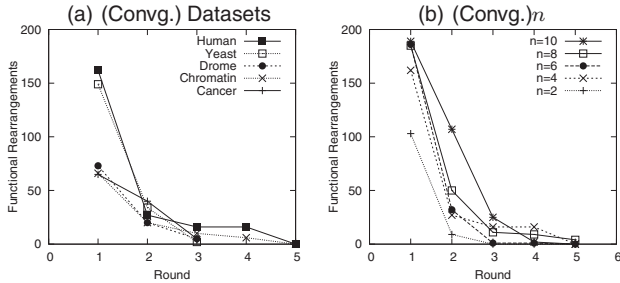 (a) (Convg.) Datasets
Functional Rearrangements
200
150
100
50
0
Human
Yeast
Drome
Chromatin
Cancer
0 1 2 3 4 5
Round
(b) (Convg.)n
Functional Rearrangements
200
150
100
50
0
n=10
n=8
n=6
n=4
n=2
0 1 2 3 4 5 6
Round